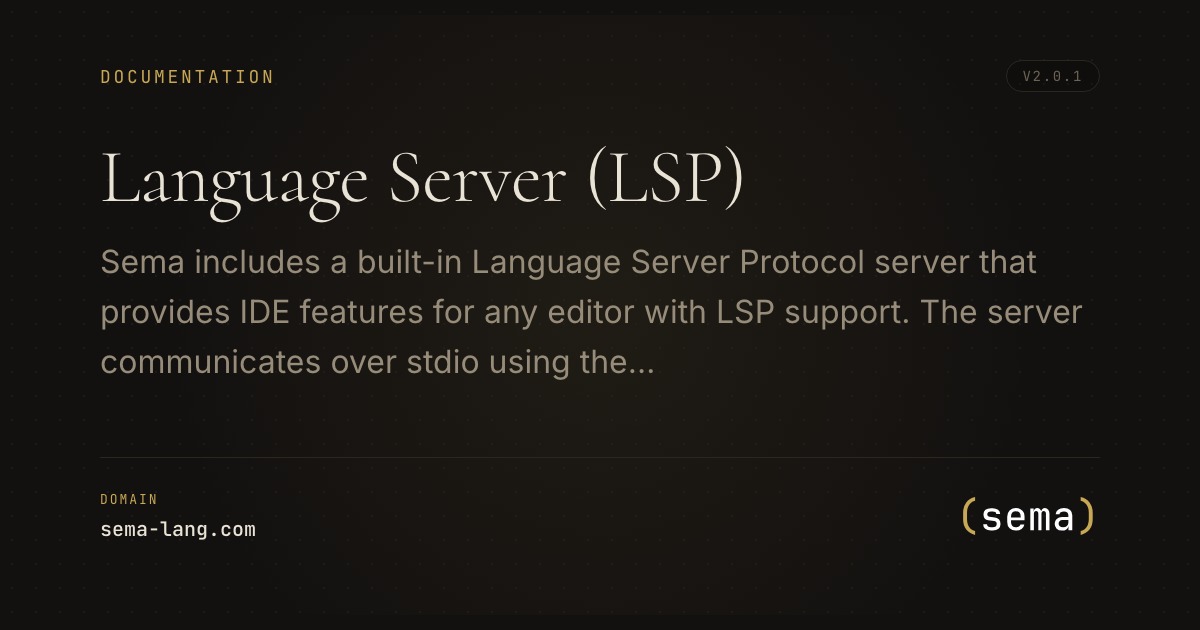 DOCUMENTATION
V2.0.1
Language Server (LSP)
Sema includes a built-in Language Server Protocol server that
provides IDE features for any editor with LSP support. The server
communicates over stdio using the...
DOMAIN
sema-lang.com
(sema)